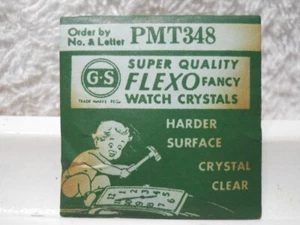 Order by
No. & Letter PMT348
SUPER QUALITY
G-S FLEXO FANCY
TRADE MARKS REG.
WATCH CRYSTALS
HARDER
SURFACE
CRYSTAL
CLEAR